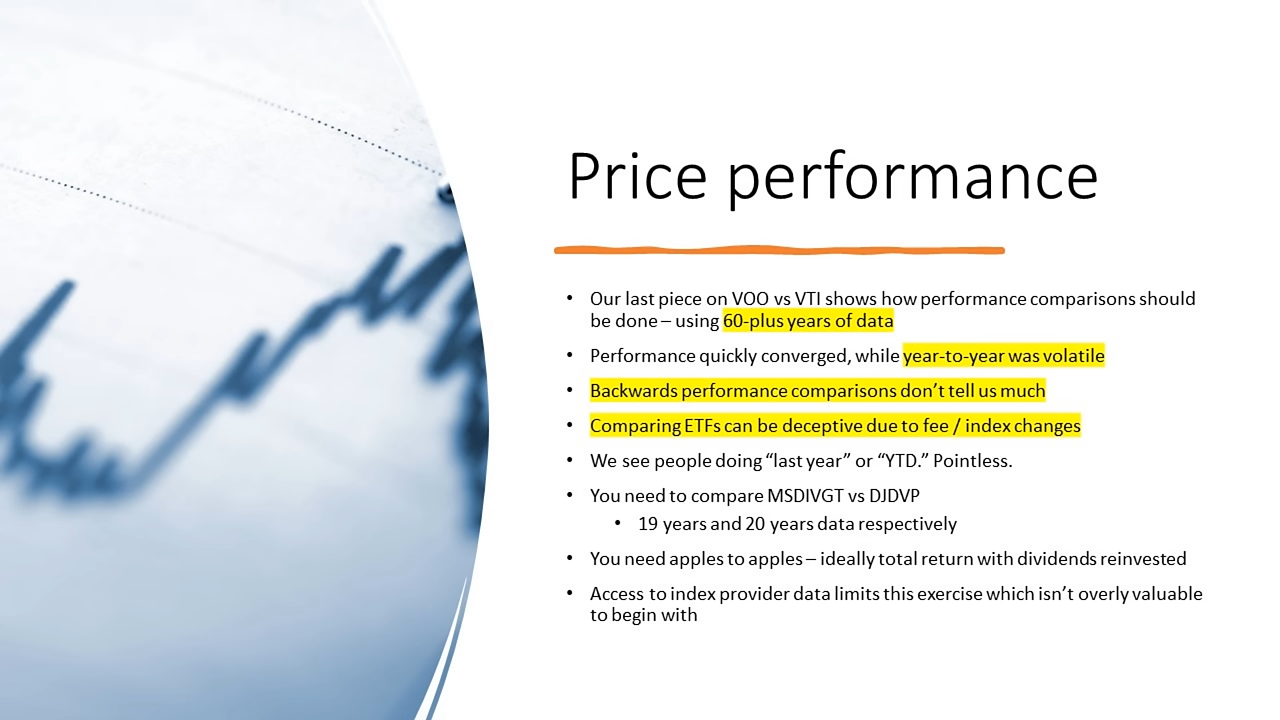 Price performance
• Our last piece on VOO vs VTI shows how performance comparisons should
be done – using 60-plus years of data
• Performance quickly converged, while year-to-year was volatile
• Backwards performance comparisons don’t tell us much
• Comparing ETFs can be deceptive due to fee / index changes
• We see people doing “last year” or “YTD.” Pointless.
• You need to compare MSDIVGT vs DJDVP
• 19 years and 20 years data respectively
• You need apples to apples – ideally total return with dividends reinvested
• Access to index provider data limits this exercise which isn’t overly valuable
to begin with